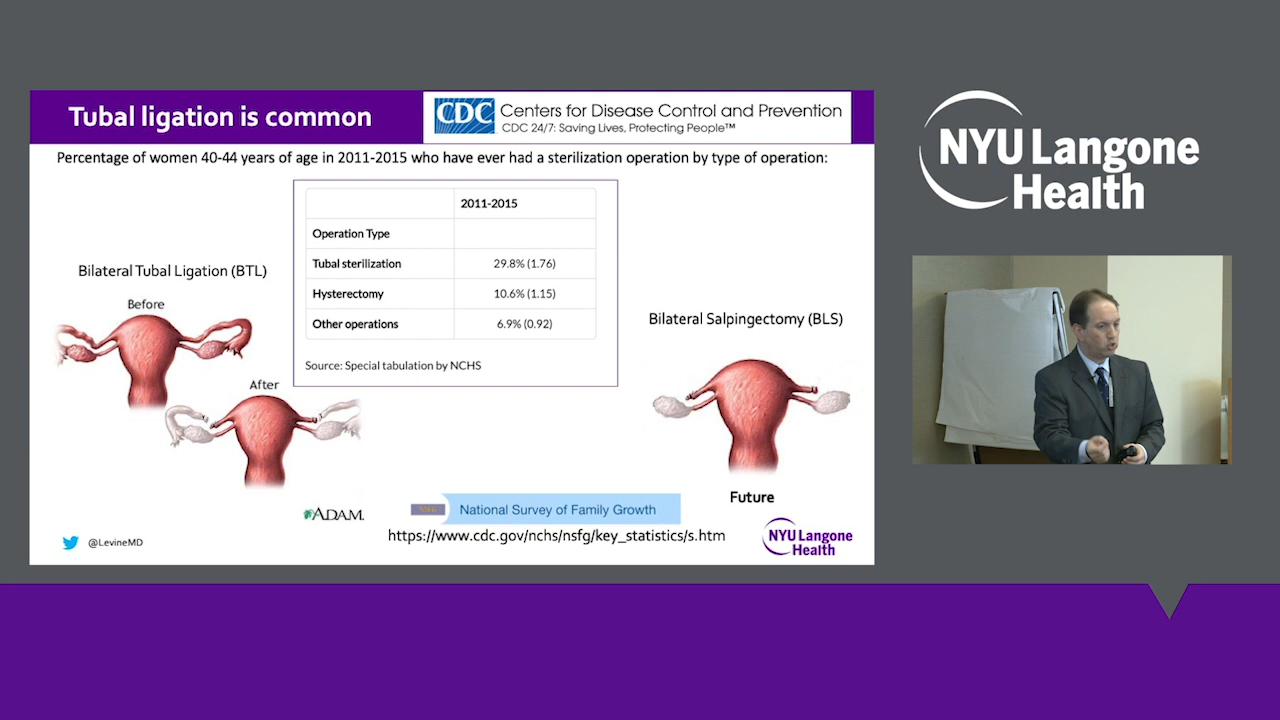 Tubal ligation is common
CDC
Centers for Disease Control and Prevention
CDC 24/7: Saving Lives, Protecting People™
Percentage of women 40-44 years of age in 2011-2015 who have ever had a sterilization operation by type of operation:
2011-2015
Operation Type
Tubal sterilization 29.8% (1.76)
Hysterectomy 10.6% (1.15)
Other operations 6.9% (0.92)
Source: Special tabulation by NCHS
Bilateral Tubal Ligation (BTL)
Before
After
Bilateral Salpingectomy (BLS)
Future
ADAM.
National Survey of Family Growth
https://www.cdc.gov/nchs/nsfg/key_statistics/s.htm
@LevineMD
NYU Langone
Health
NYU Langone
Health